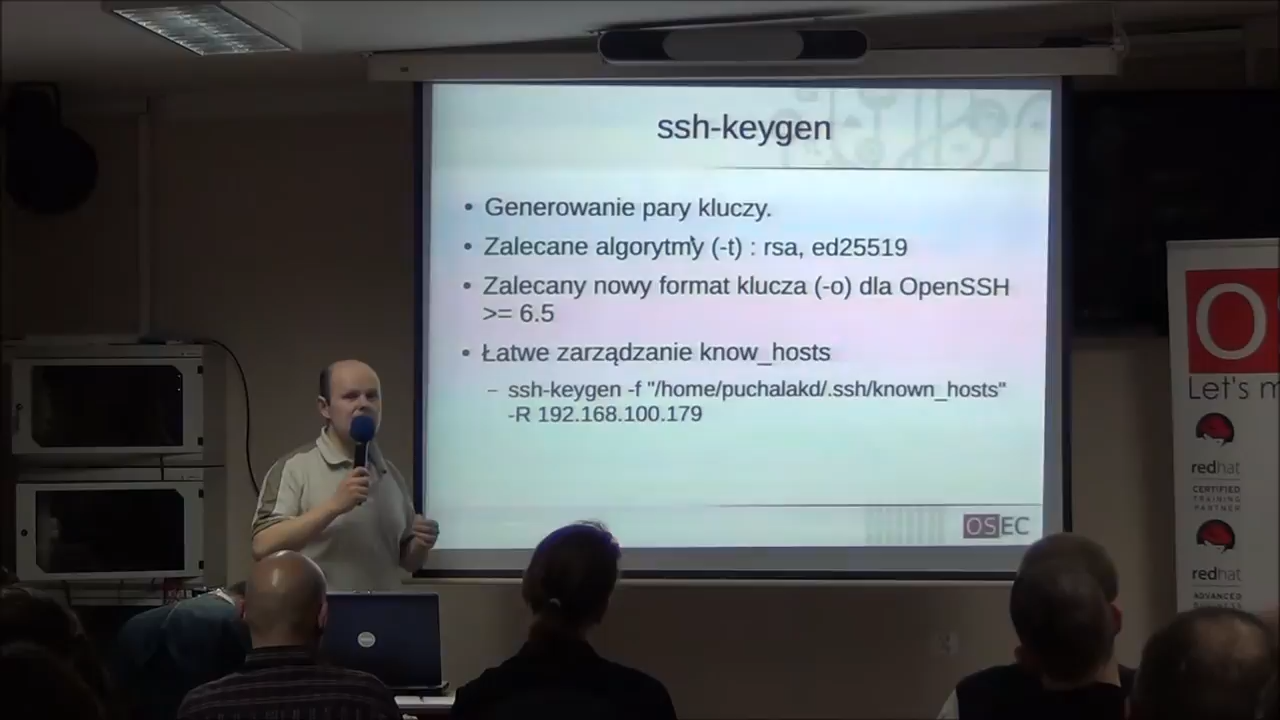 ssh-keygen
• Generowanie pary kluczy.
• Zalecane algorytmy (-t) : rsa, ed25519
• Zalecany nowy format klucza (-o) dla OpenSSH
>= 6.5
• Łatwe zarządzanie know_hosts
– ssh-keygen -f "/home/puchalakd/.ssh/known_hosts"
-R 192.168.100.179
OSEC
O
Let's m
redhat
CERTIFIED
TRAINING
PARTNER
redhat
ADVANCED